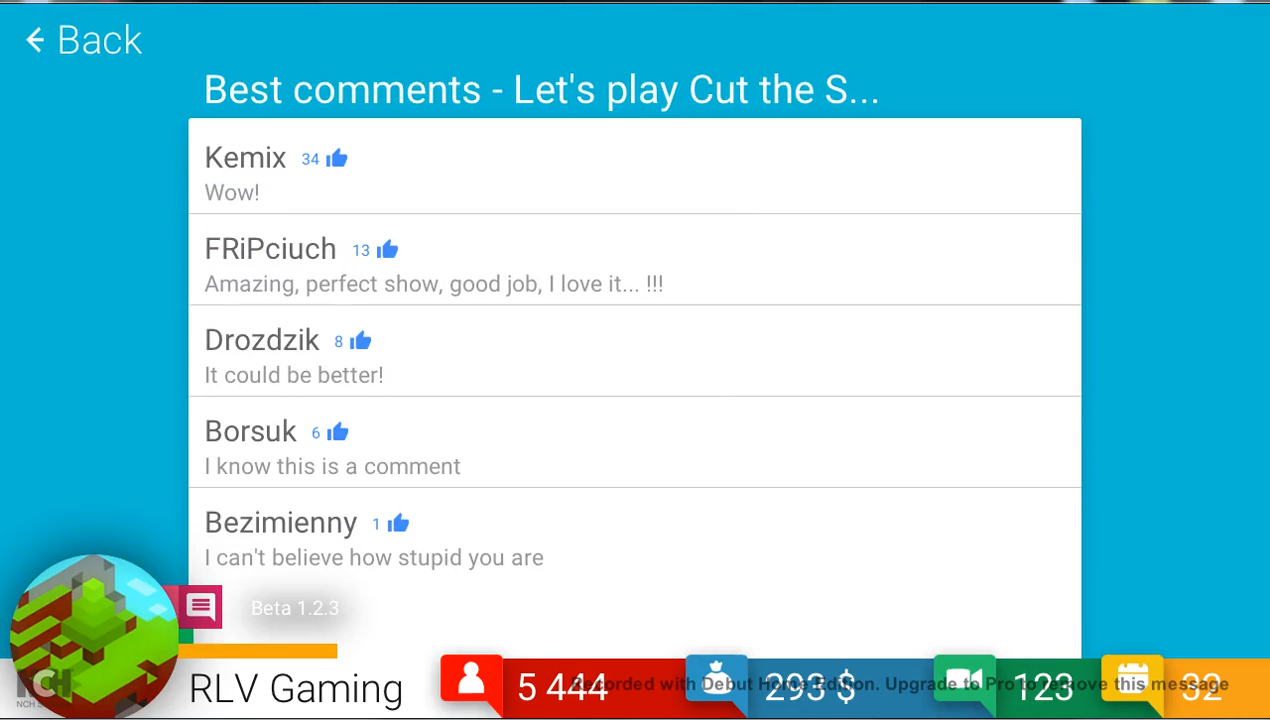 Back
Best comments - Let's play Cut the S...
Kemix 34
Wow!
FRiPciuch 13
Amazing, perfect show, good job, I love it... !!!
Drozdzik 8
It could be better!
Borsuk 6
I know this is a comment
Bezimienny 1
I can't believe how stupid you are
Beta 1.2.3
RLV Gaming
5 444
293 $
123
32
Recorded with Debut Home Edition. Upgrade to Pro to remove this message
NCH